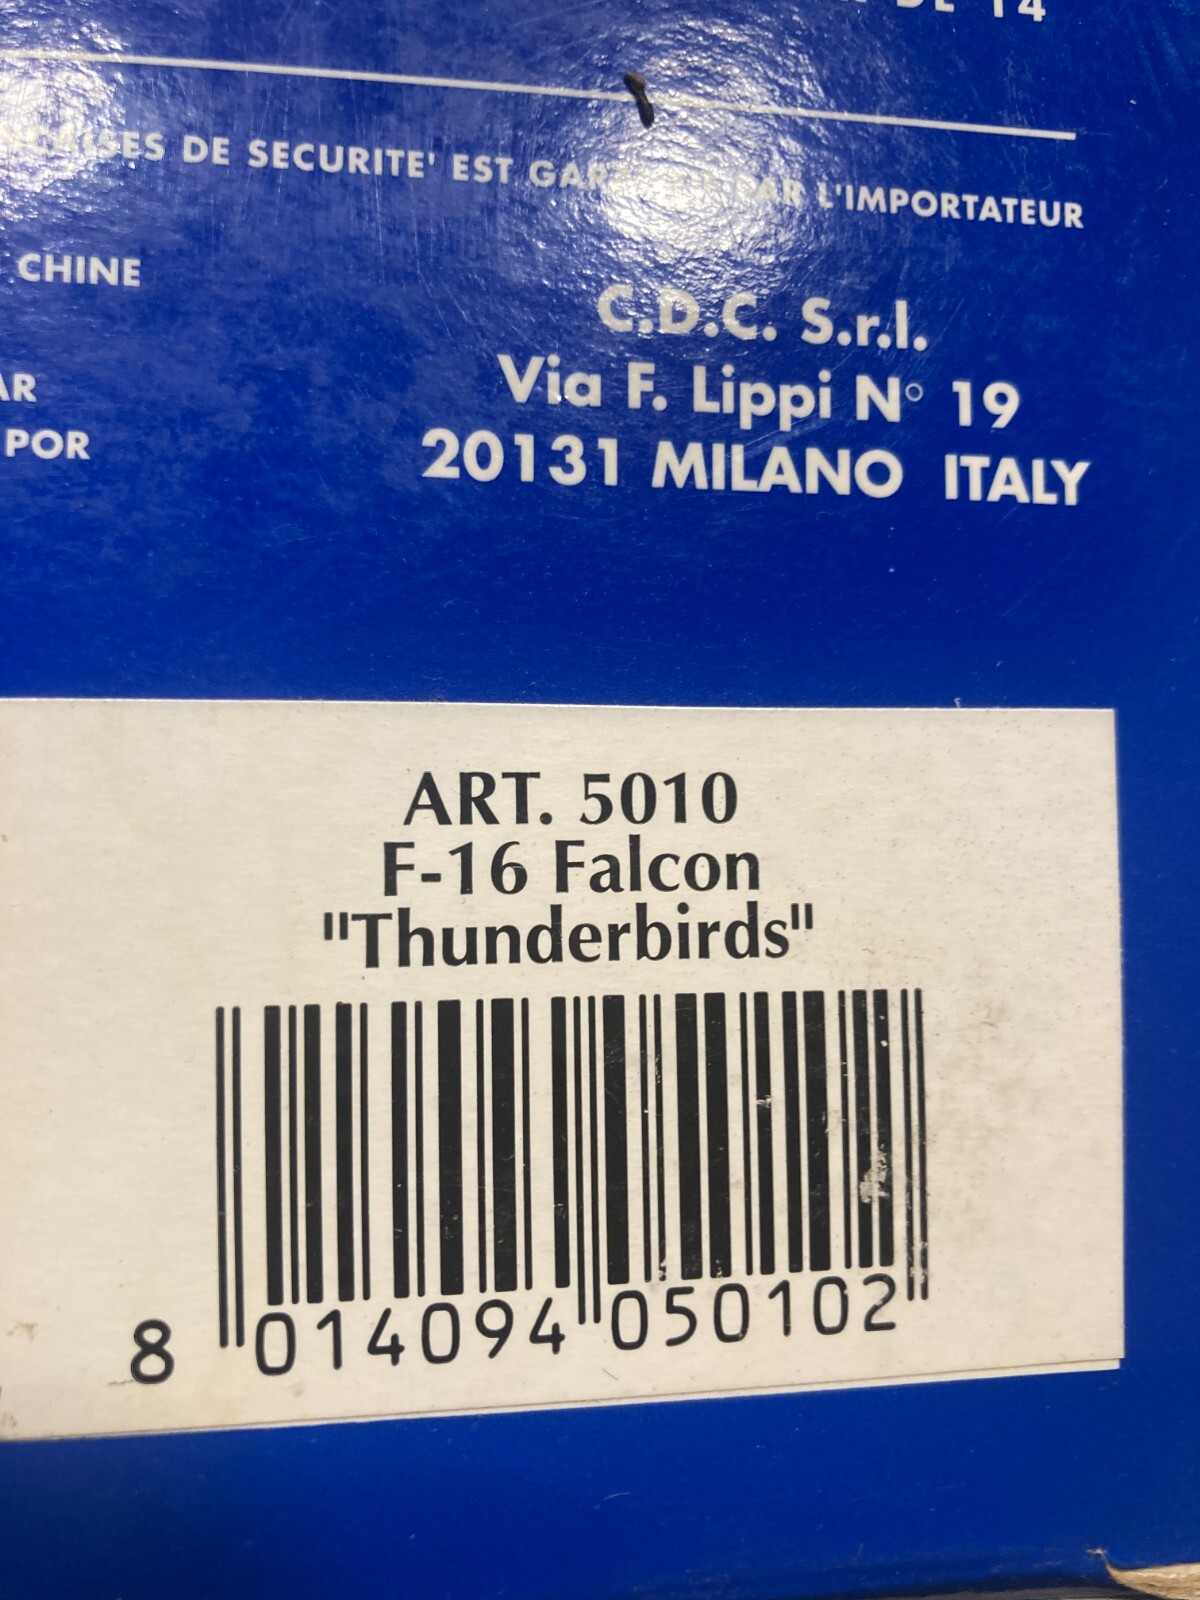 DE 14
DE SECURITE' EST PAR L'IMPORTATEUR
CHINE
C.D.C. S.r.l.
AR
Via F. Lippi N° 19
POR
20131 MILANO ITALY
ART. 5010
F-16 Falcon
"Thunderbirds"
8 014094 050102